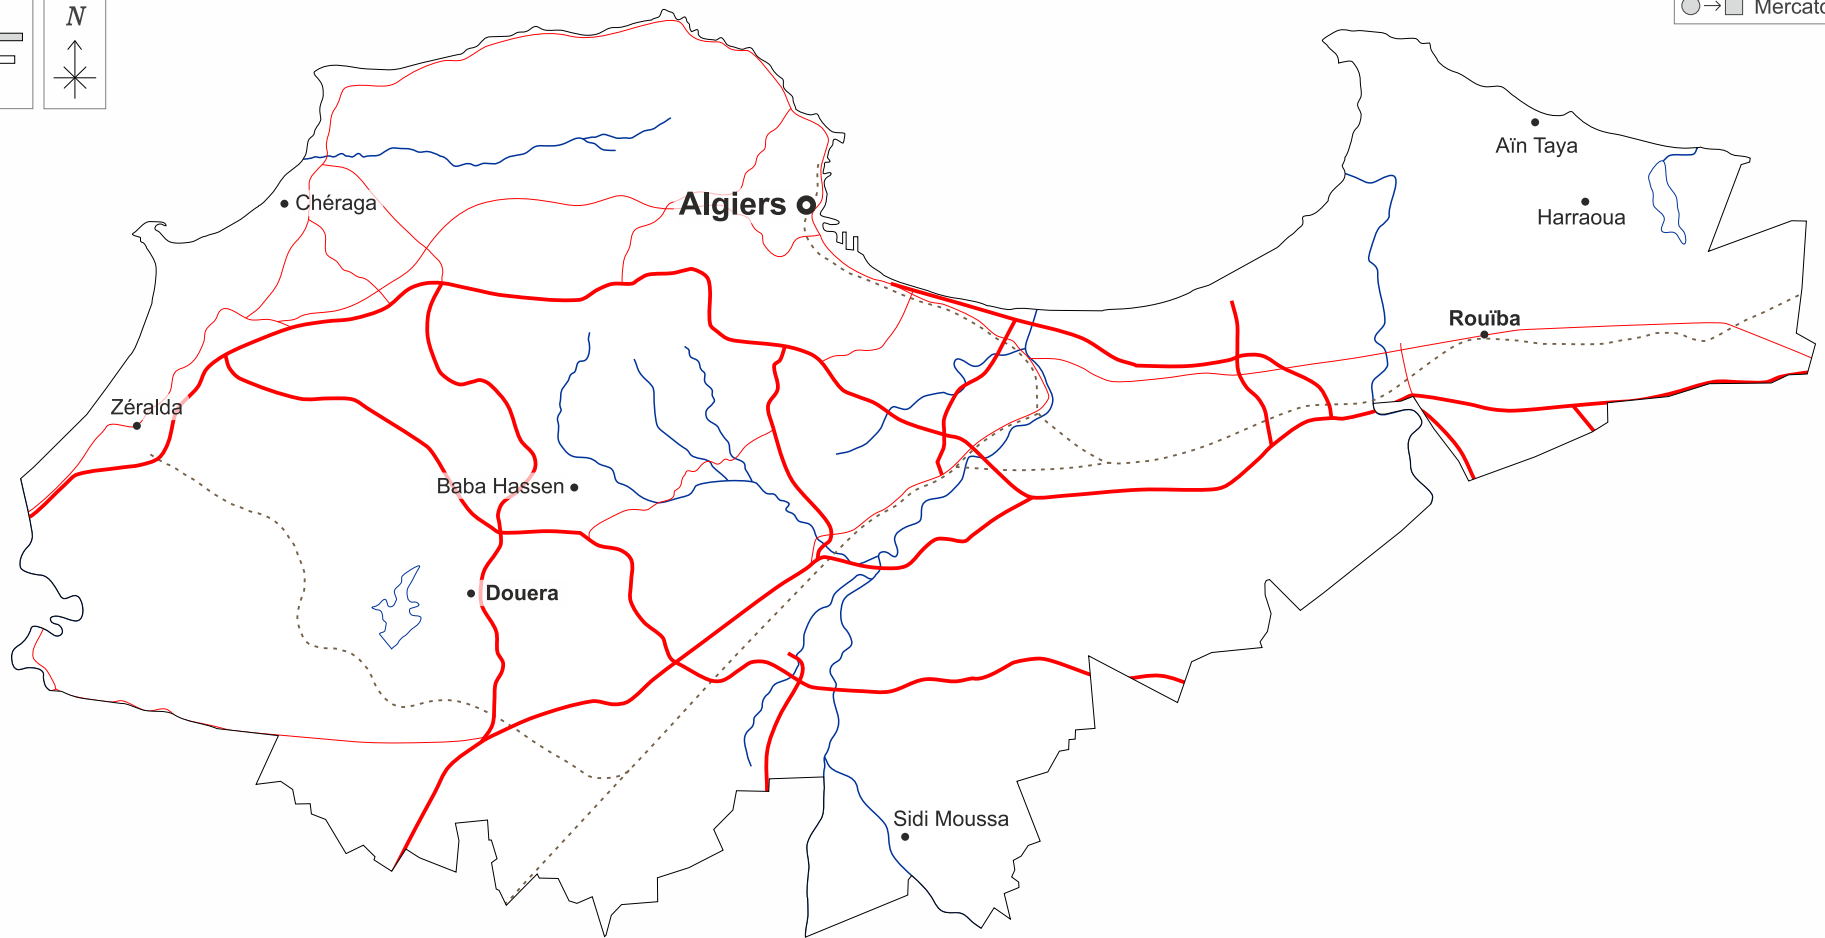 N
Mercato
Aïn Taya
Chéraga
Algiers
Harraoua
Rouïba
Zéralda
Baba Hassen
Douera
Sidi Moussa